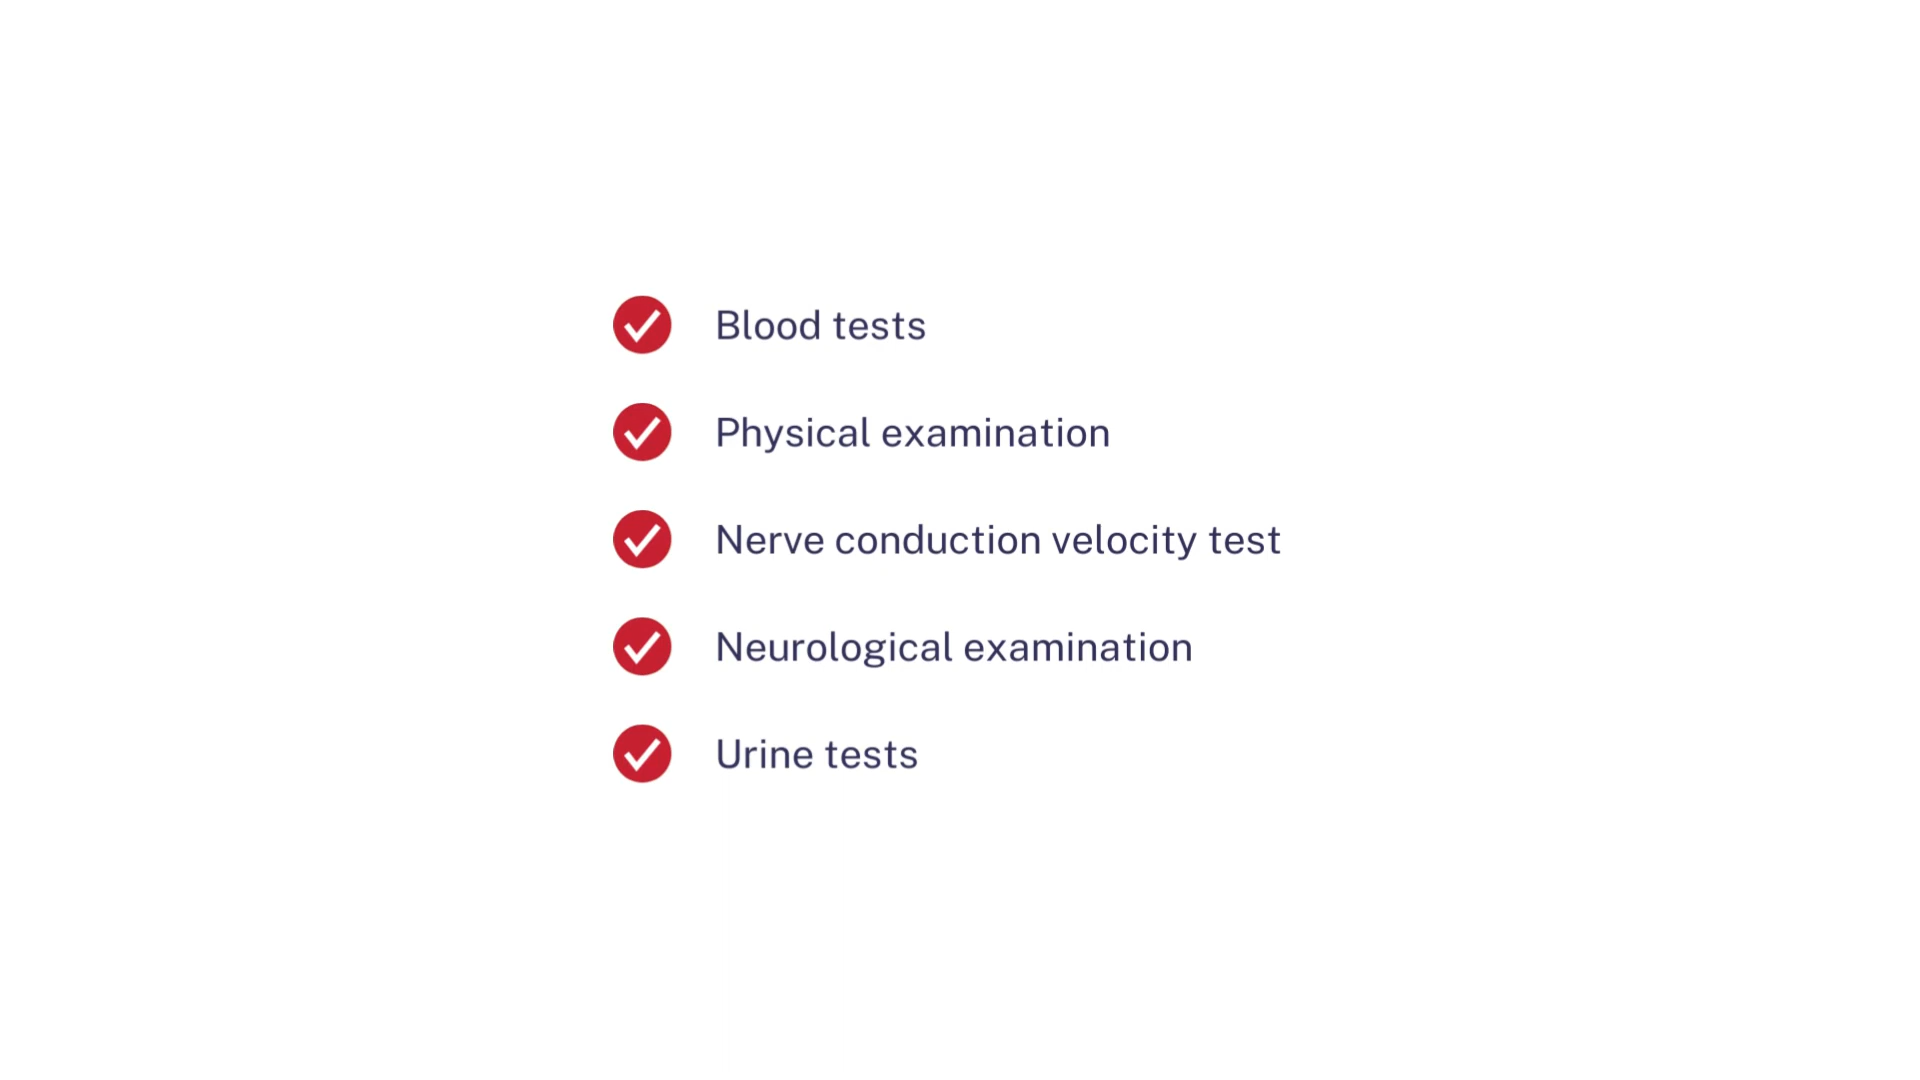 Blood tests
Physical examination
Nerve conduction velocity test
Neurological examination
Urine tests